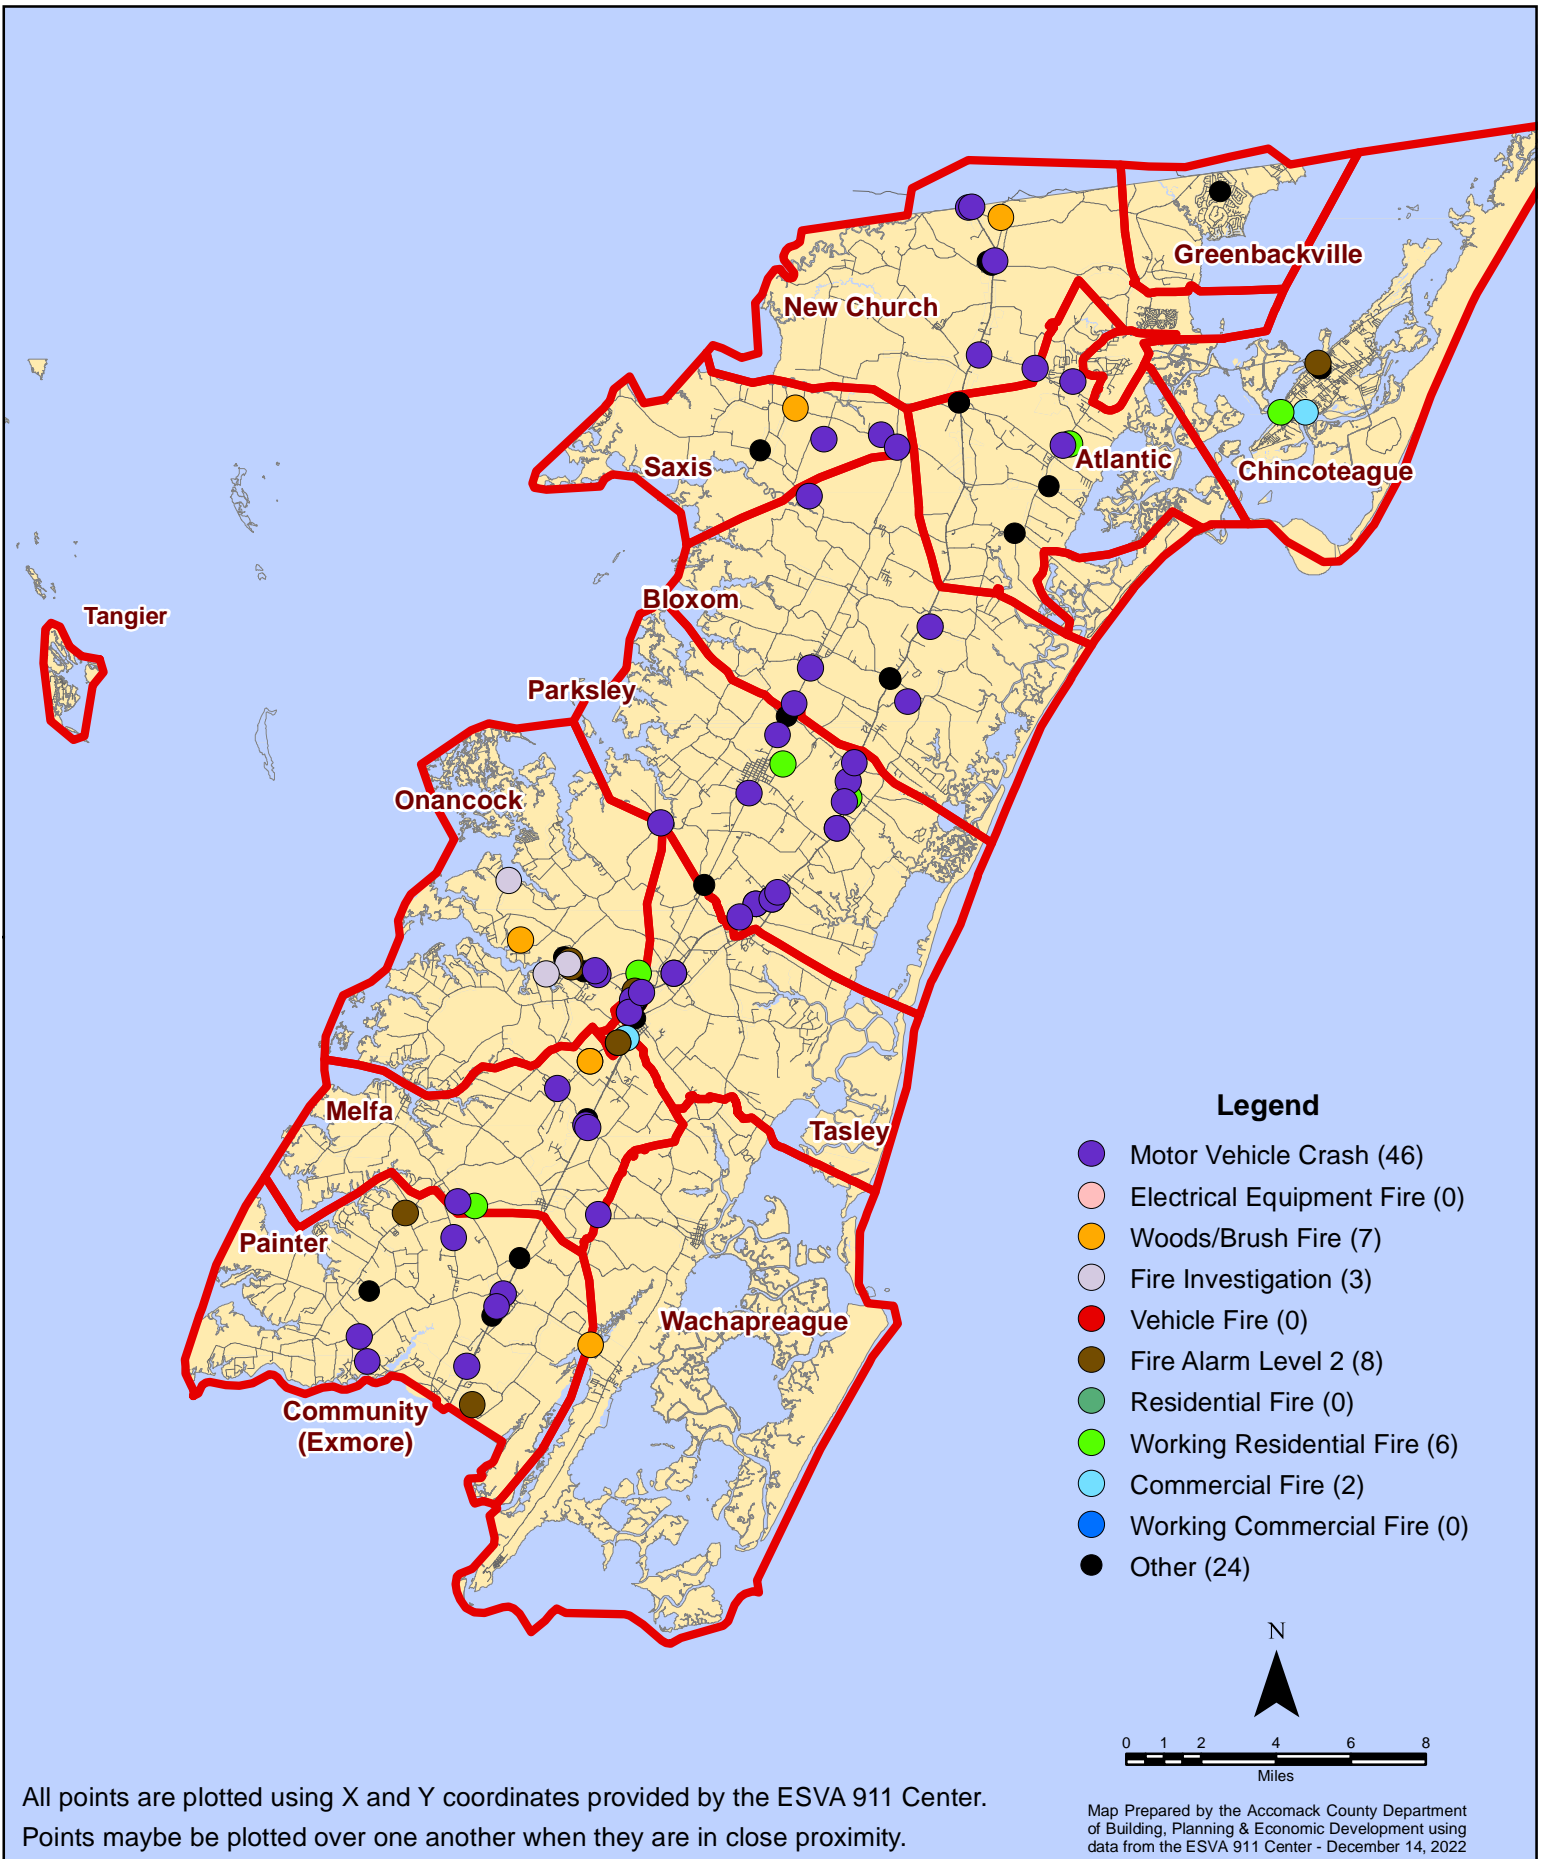 Greenbackville
New Church
Saxis
Atlantic
Chincoteague
Bloxom
Tangier
Parksley
Onancock
Melfa
Tasley
Painter
Wachapreague
Community
(Exmore)
Legend
Motor Vehicle Crash (46)
Electrical Equipment Fire (0)
Woods/Brush Fire (7)
Fire Investigation (3)
Vehicle Fire (0)
Fire Alarm Level 2 (8)
Residential Fire (0)
Working Residential Fire (6)
Commercial Fire (2)
Working Commercial Fire (0)
Other (24)
N
0 1 2 4 6 8
Miles
All points are plotted using X and Y coordinates provided by the ESVA 911 Center.
Points maybe be plotted over one another when they are in close proximity.
Map Prepared by the Accomack County Department
of Building, Planning & Economic Development using
data from the ESVA 911 Center - December 14, 2022